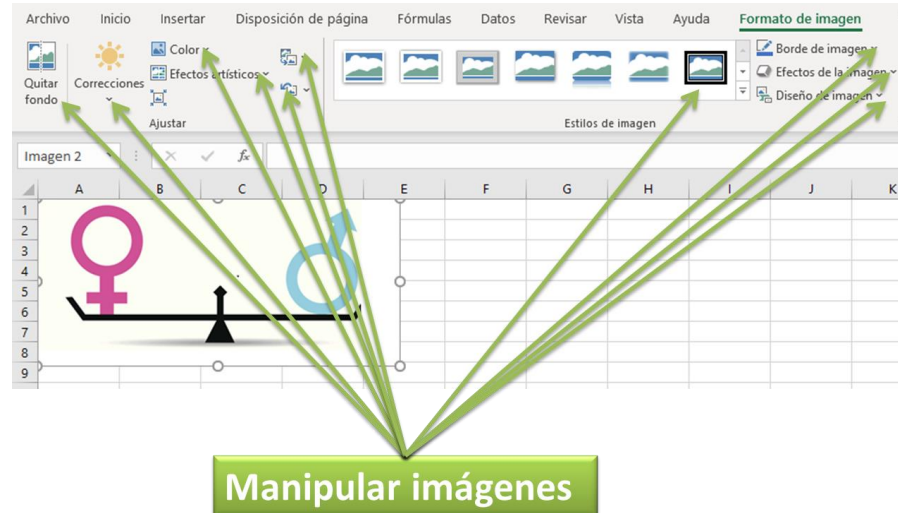 Archivo Inicio Insertar Disposición de página Fórmulas Datos Revisar Vista Ayuda Formato de imagen
Quitar fondo
Correcciones
Color
Efectos artísticos
Ajustar
Estilos de imagen
Borde de imagen
Efectos de la imagen
Diseño de imagen
Imagen 2
fx
A B C D E F G H I J K
1
2
3
4
5
6
7
8
9
Manipular imágenes